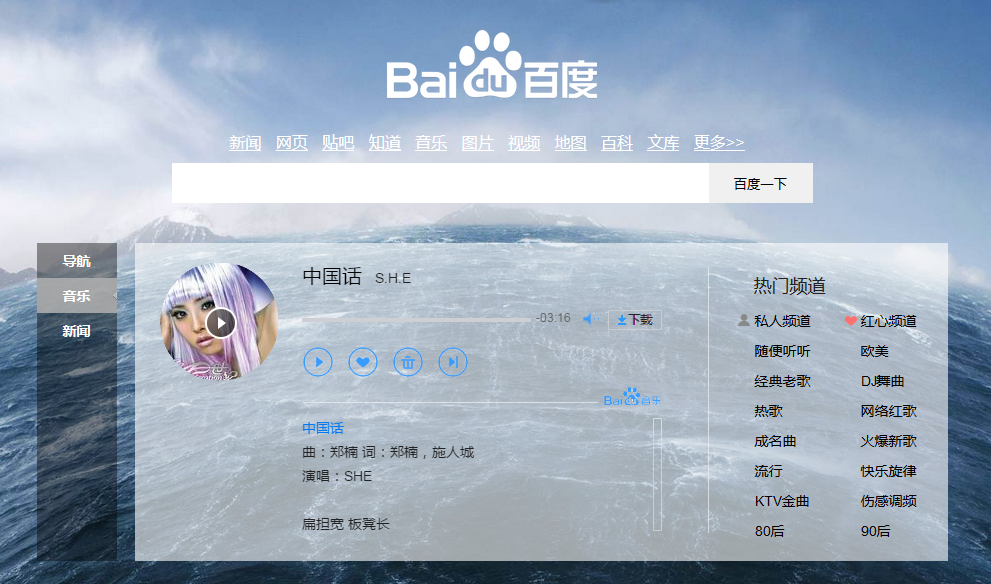 Bai du 百度
新闻 网页 贴吧 知道 音乐 图片 视频 地图 百科 文库 更多>>
百度一下
导航
音乐
新闻
中国话 S.H.E
-03:16 下载
Bai du 音乐
中国话
曲：郑楠 词：郑楠，施人城
演唱：SHE
扁担宽 板凳长
热门频道
私人频道 红心频道
随便听听 欧美
经典老歌 DJ舞曲
热歌 网络红歌
成名曲 火爆新歌
流行 快乐旋律
KTV金曲 伤感调频
80后 90后